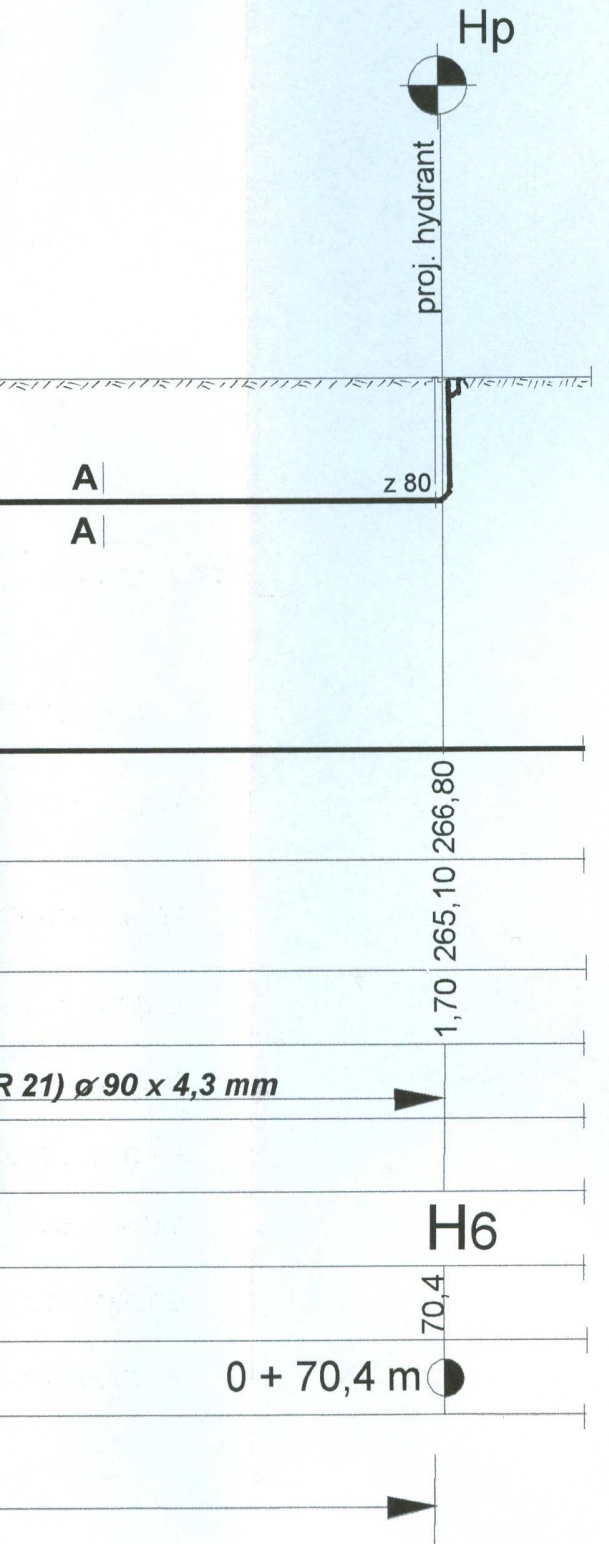 Hp
proj. hydrant
A
z 80
A
266,80
265,10
1,70
R 21) ø 90 x 4,3 mm
H6
70,4
0 + 70,4 m